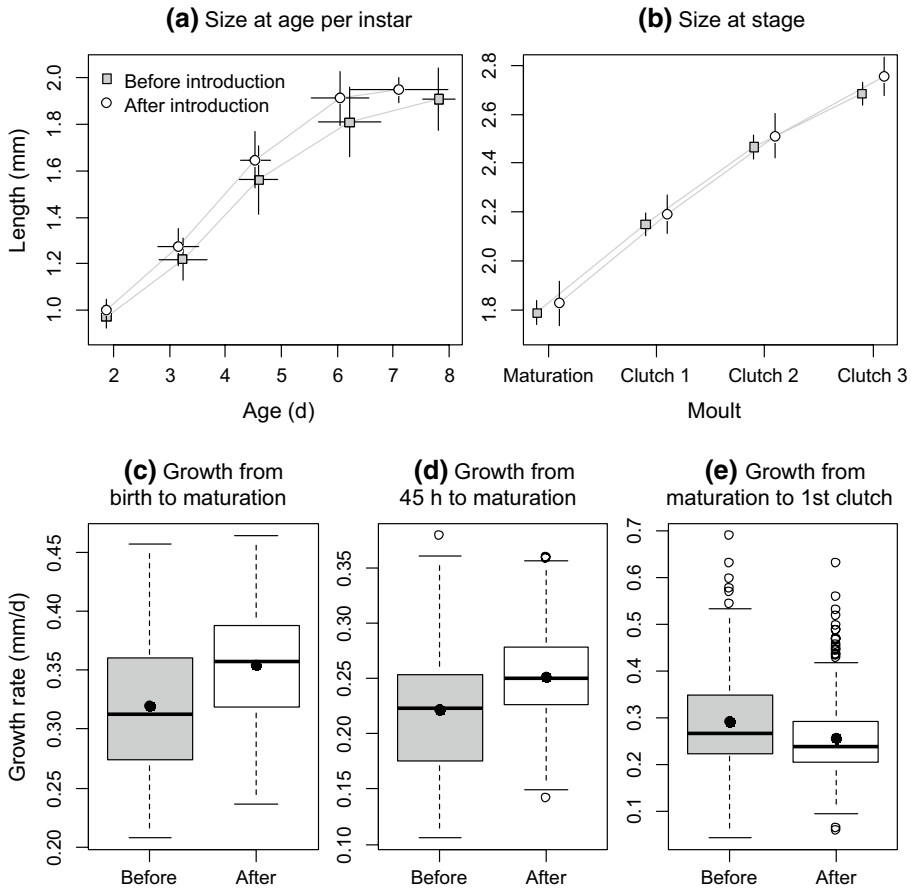 (a) Size at age per instar
(b) Size at stage
Before introduction
After introduction
Length (mm)
1.0
1.2
1.4
1.6
1.8
2.0
2 3 4 5 6 7 8
Age (d)
1.8
2.0
2.2
2.4
2.6
2.8
Maturation Clutch 1 Clutch 2 Clutch 3
Moult
(c) Growth from
birth to maturation
(d) Growth from
45 h to maturation
(e) Growth from
maturation to 1st clutch
Growth rate (mm/d)
0.20
0.25
0.30
0.35
0.40
0.45
Before After
0.10
0.15
0.20
0.25
0.30
0.35
Before After
0.1
0.2
0.3
0.4
0.5
0.6
0.7
Before After